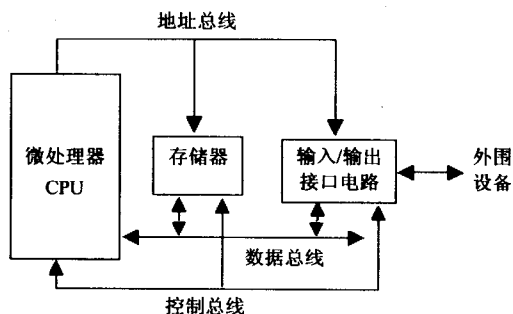 地址总线
微处理器
CPU
存储器
输入/输出
接口电路
外围
设备
数据总线
控制总线